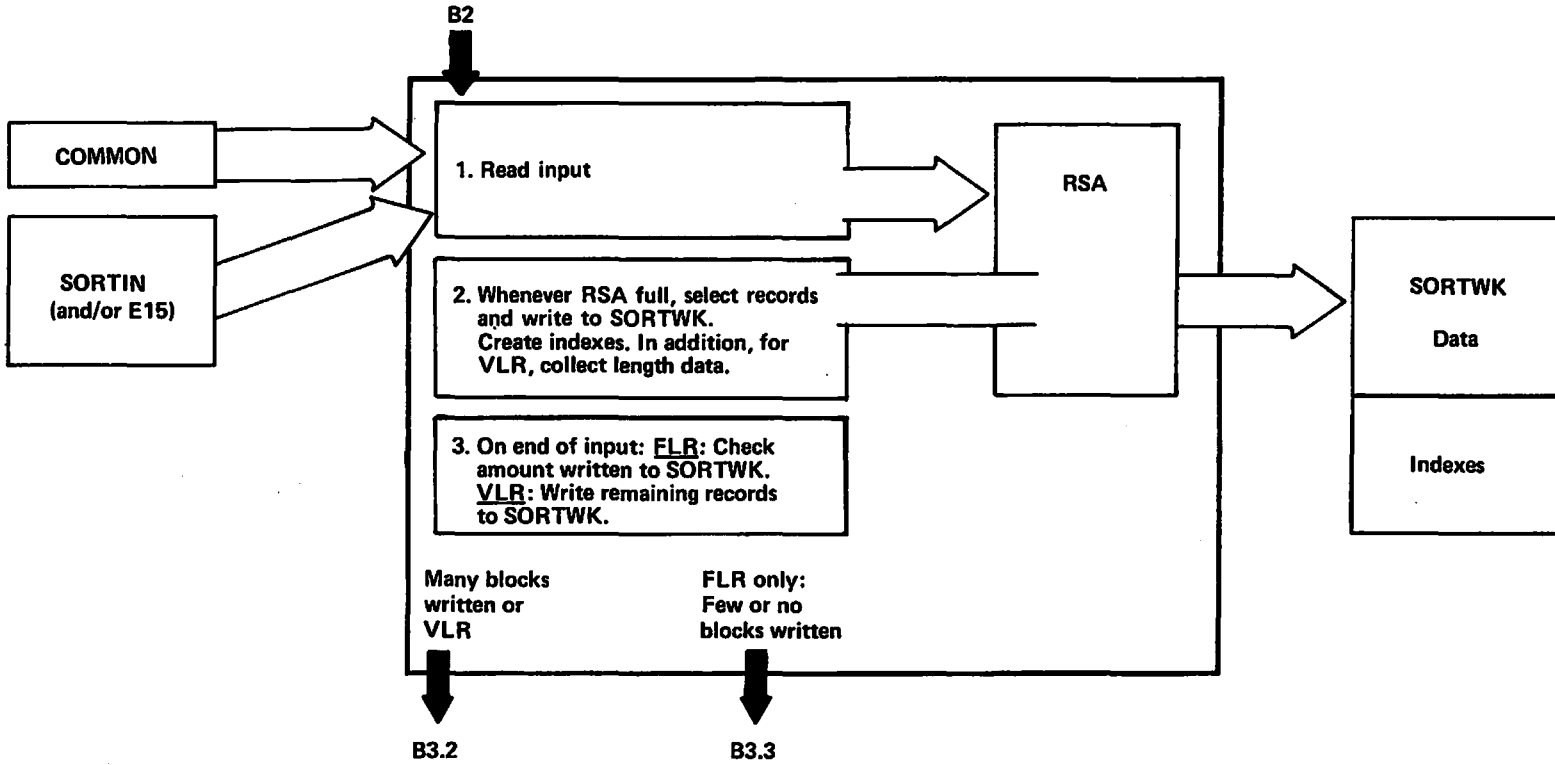 B2
COMMON
SORTIN
(and/or E15)
1. Read input
RSA
2. Whenever RSA full, select records
and write to SORTWK.
Create indexes. In addition, for
VLR, collect length data.
3. On end of input: FLR: Check
amount written to SORTWK.
VLR: Write remaining records
to SORTWK.
SORTWK
Data
Indexes
Many blocks
written or
VLR
FLR only:
Few or no
blocks written
B3.2
B3.3